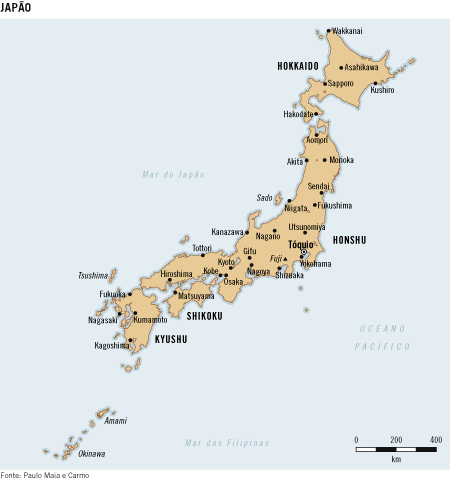 JAPÃO
Wakkanai
HOKKAIDO
Asahikawa
Sapporo
Kushiro
Hakodate
Aomori
Akita
Morioka
Mar do Japão
Sendai
Sado
Niigata,
Fukushima
Kanazawa
Utsunomiya
Nagano
HONSHU
Tóquio
Tottori
Gifu
Fuji
Kyoto
Yokohama
Tsushima
Hiroshima
Kobe
Nagoya
Shizuaka
Osaka
Fukuoka
Matsuyama
Nagasaki
Kumamoto
SHIKOKU
OCEANO
PACÍFICO
KYUSHU
Kagoshima
Amami
Mar das Filipinas
Okinawa
0 200 400
km
Fonte: Paulo Maia e Carmo